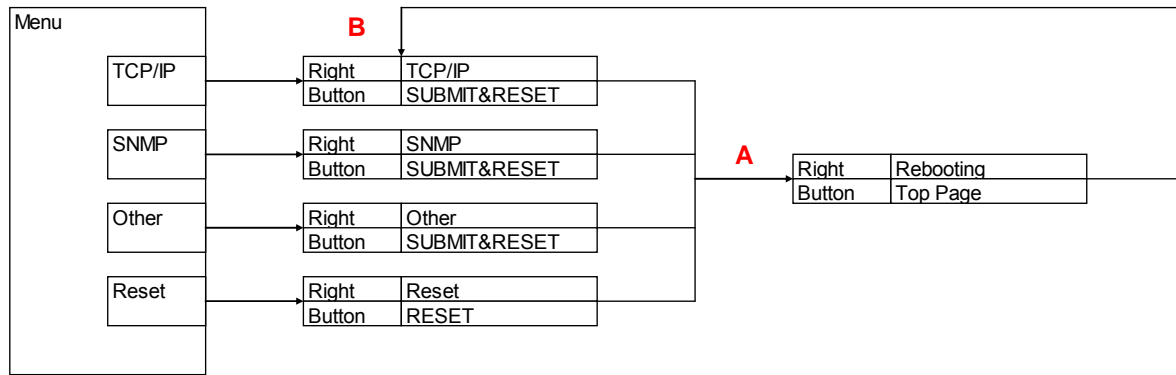 Menu
B
TCP/IP
Right TCP/IP
Button SUBMIT&RESET
SNMP
Right SNMP
Button SUBMIT&RESET
A
Right Rebooting
Button Top Page
Other
Right Other
Button SUBMIT&RESET
Reset
Right Reset
Button RESET